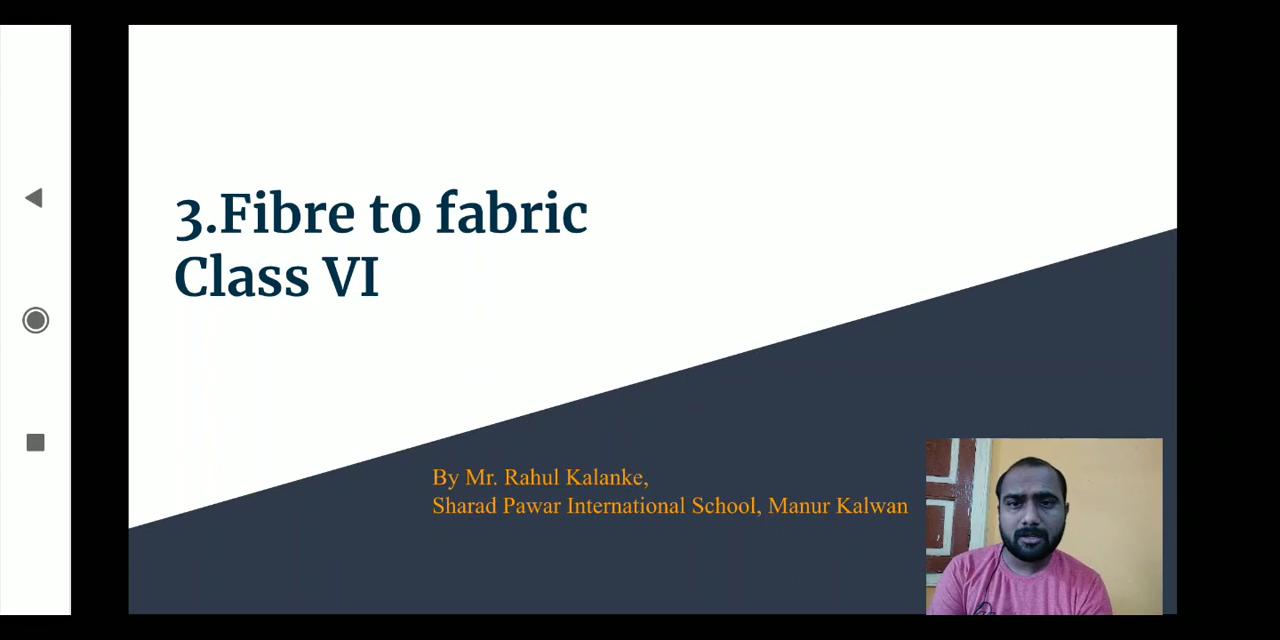 3.Fibre to fabric
Class VI
By Mr. Rahul Kalanke,
Sharad Pawar International School, Manur Kalwan